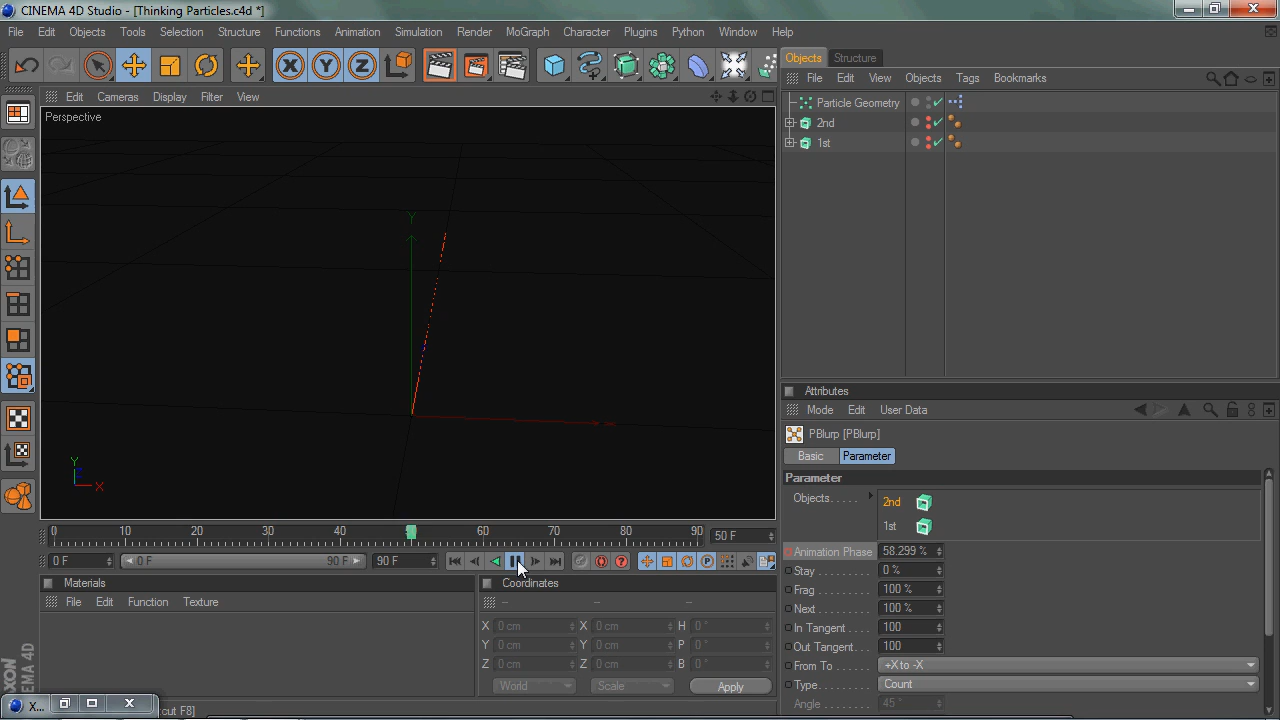 CINEMA 4D Studio - [Thinking Particles.c4d *]
File Edit Objects Tools Selection Structure Functions Animation Simulation Render MoGraph Character Plugins Python Window Help
X Y Z
Objects Structure
File Edit View Objects Tags Bookmarks
Edit Cameras Display Filter View
Perspective
Particle Geometry
2nd
1st
Y
X
Y
Z
X
Attributes
Mode Edit User Data
PBlurp [PBlurp]
Basic Parameter
Parameter
Objects. . . . . 2nd
1st
Animation Phase 58.299 %
Stay . . . . . . . . . 0 %
Frag . . . . . . . . . 100 %
Next . . . . . . . . . 100 %
In Tangent . . . . 100
Out Tangent. . . 100
From To . . . . . . +X to -X
Type. . . . . . . . . Count
Angle . . . . . . . . 45 °
0 10 20 30 40 60 70 80 90 50 F
0 F 0 F 90 F 90 F
Materials
File Edit Function Texture
Coordinates
-- -- --
X 0 cm X 0 cm H 0 °
Y 0 cm Y 0 cm P 0 °
Z 0 cm Z 0 cm B 0 °
World Scale Apply
XON
EMA 4D
X...
cut F8]